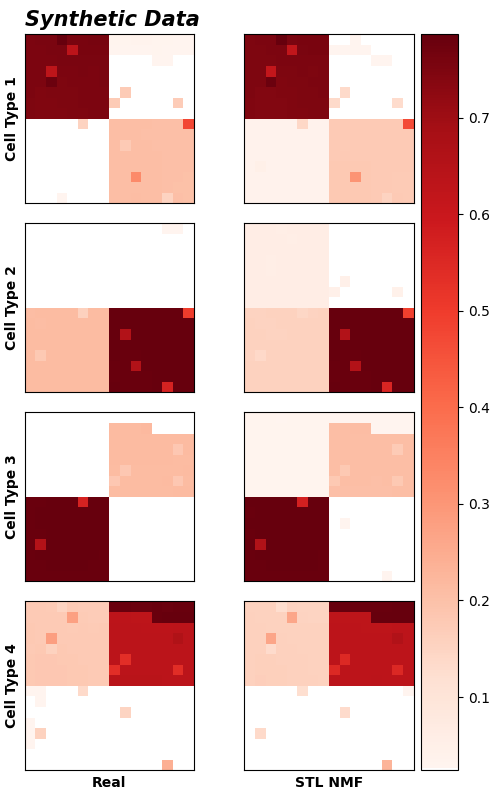 Synthetic Data
Cell Type 1
Cell Type 2
Cell Type 3
Cell Type 4
0.7
0.6
0.5
0.4
0.3
0.2
0.1
Real
STL NMF